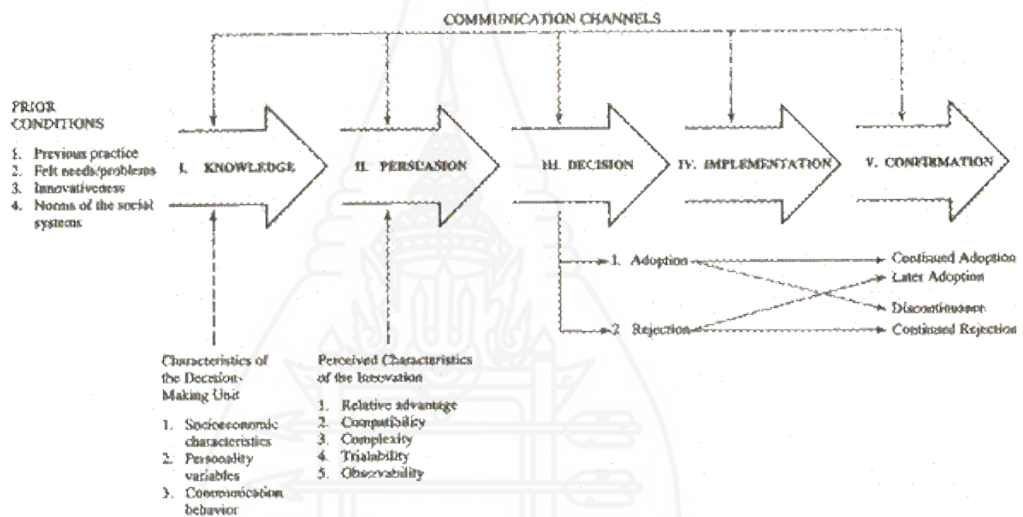 COMMUNICATION CHANNELS
PRIOR
CONDITIONS
1. Previous practice
2. Felt needs/problems
3. Innovativeness
4. Norms of the social
systems
I. KNOWLEDGE
II. PERSUASION
III. DECISION
IV. IMPLEMENTATION
V. CONFIRMATION
1. Adoption
2 Rejection
Continued Adoption
Later Adoption
Discontinuance
Continued Rejection
Characteristics of
the Decision-
Making Unit
1. Socioeconomic
characteristics
2. Personality
variables
3. Communication
behavior
Perceived Characteristics
of the Innovation
1. Relative advantage
2. Compatibility
3. Complexity
4. Trialability
5. Observability